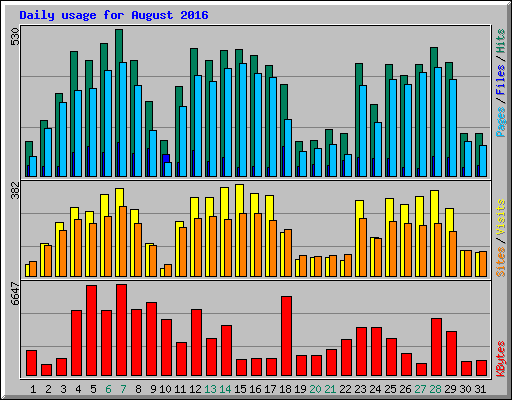 Daily usage for August 2016
530
Pages / Files / Hits
382
Sites / Visits
6647
KBytes
1 2 3 4 5 6 7 8 9 10 11 12 13 14 15 16 17 18 19 20 21 22 23 24 25 26 27 28 29 30 31